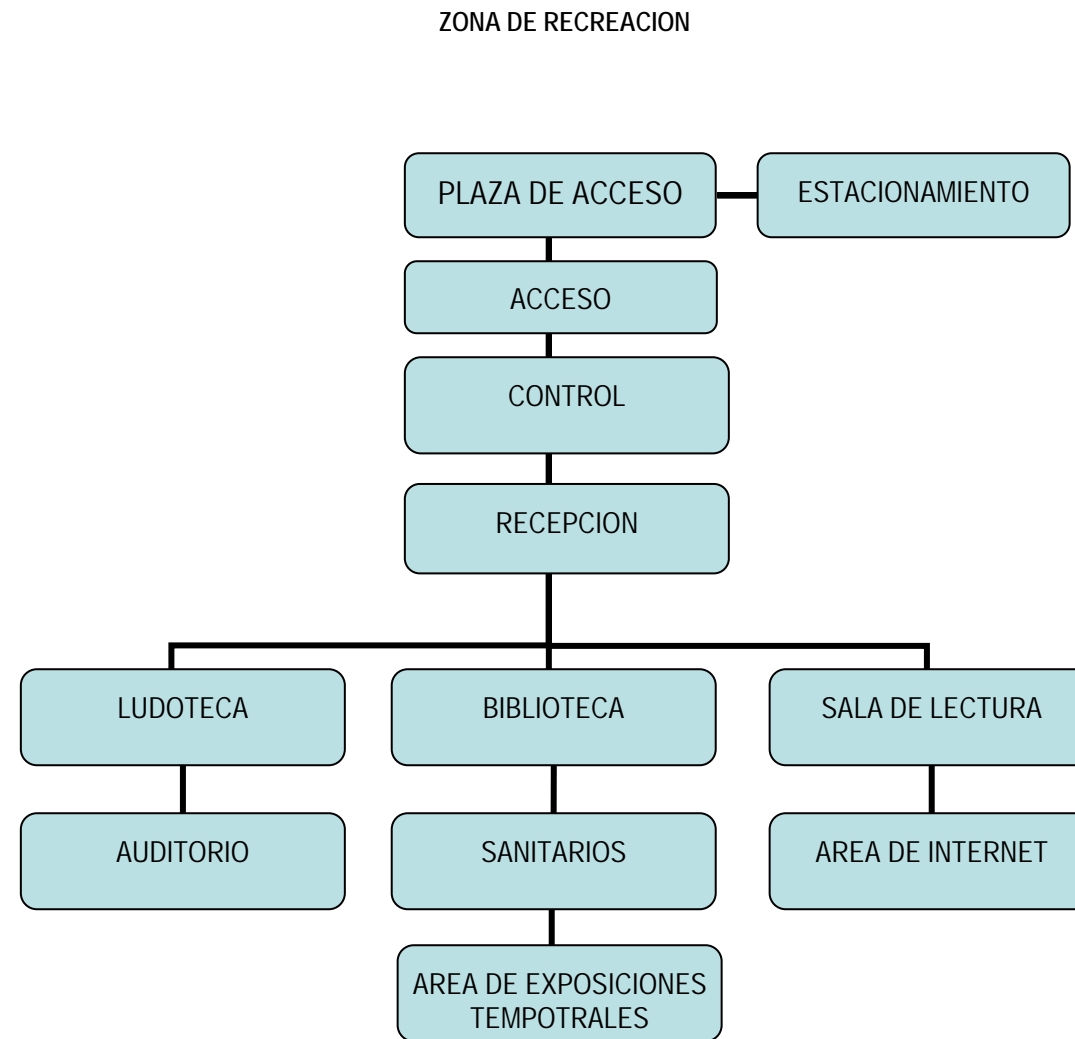 ZONA DE RECREACION
PLAZA DE ACCESO
ESTACIONAMIENTO
ACCESO
CONTROL
RECEPCION
LUDOTECA
BIBLIOTECA
SALA DE LECTURA
AUDITORIO
SANITARIOS
AREA DE INTERNET
AREA DE EXPOSICIONES
TEMPOTRALES